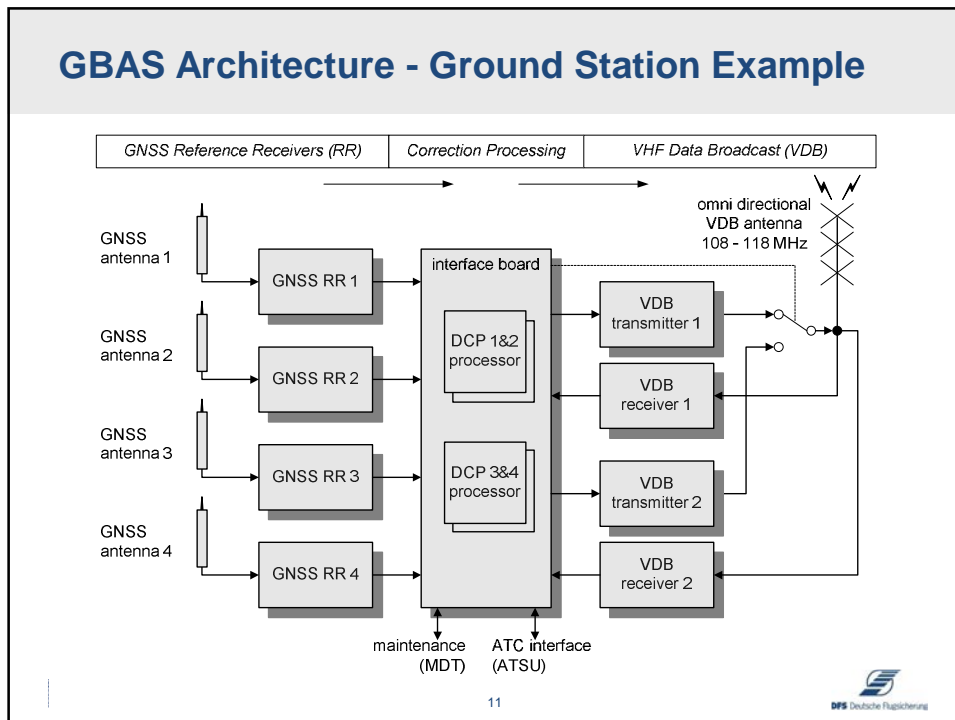 GBAS Architecture - Ground Station Example
GNSS Reference Receivers (RR)
Correction Processing
VHF Data Broadcast (VDB)
omni directional
VDB antenna
108 - 118 MHz
GNSS
antenna 1
GNSS RR 1
interface board
VDB
transmitter 1
DCP 1&2
processor
GNSS
antenna 2
GNSS RR 2
VDB
receiver 1
GNSS
antenna 3
GNSS RR 3
DCP 3&4
processor
VDB
transmitter 2
GNSS
antenna 4
GNSS RR 4
VDB
receiver 2
maintenance
(MDT)
ATC interface
(ATSU)
11
DFS Deutsche Flugsicherung